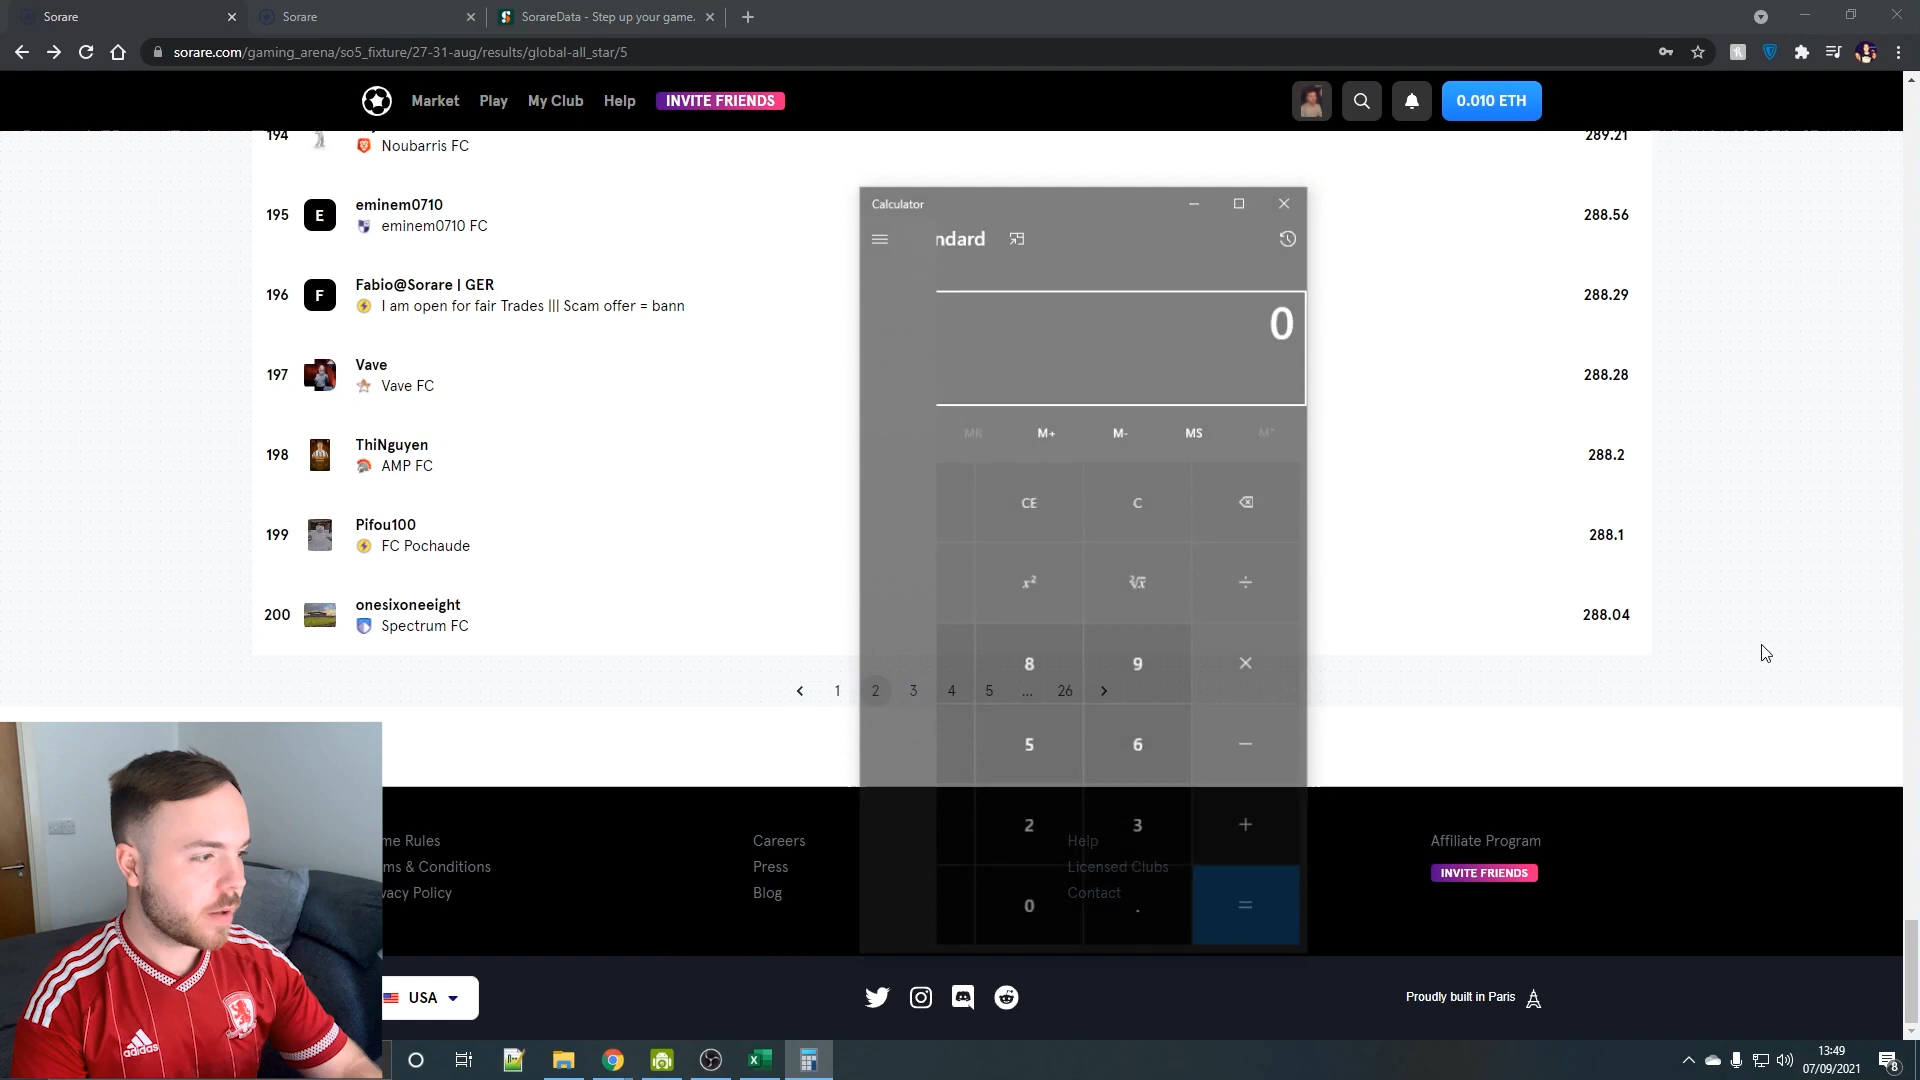 Sorare
Sorare
SorareData - Step up your game.
sorare.com/gaming_arena/so5_fixture/27-31-aug/results/global-all_star/5
Market
Play
My Club
Help
INVITE FRIENDS
0.010 ETH
194
Noubarris FC
289.21
195
E
eminem0710
eminem0710 FC
288.56
196
F
Fabio@Sorare | GER
I am open for fair Trades ||| Scam offer = bann
288.29
197
Vave
Vave FC
288.28
198
ThiNguyen
AMP FC
288.2
199
Pifou100
FC Pochaude
288.1
200
onesixoneeight
Spectrum FC
288.04
Calculator
ndard
0
MR
M+
M-
MS
CE
C
x²
²√x
÷
8
9
×
5
6
−
2
3
+
0
.
=
1
2
3
4
5
...
26
me Rules
ms & Conditions
vacy Policy
Careers
Press
Blog
Help
Licensed Clubs
Contact
Affiliate Program
INVITE FRIENDS
USA
Proudly built in Paris
adidas
13:49
07/09/2021
8